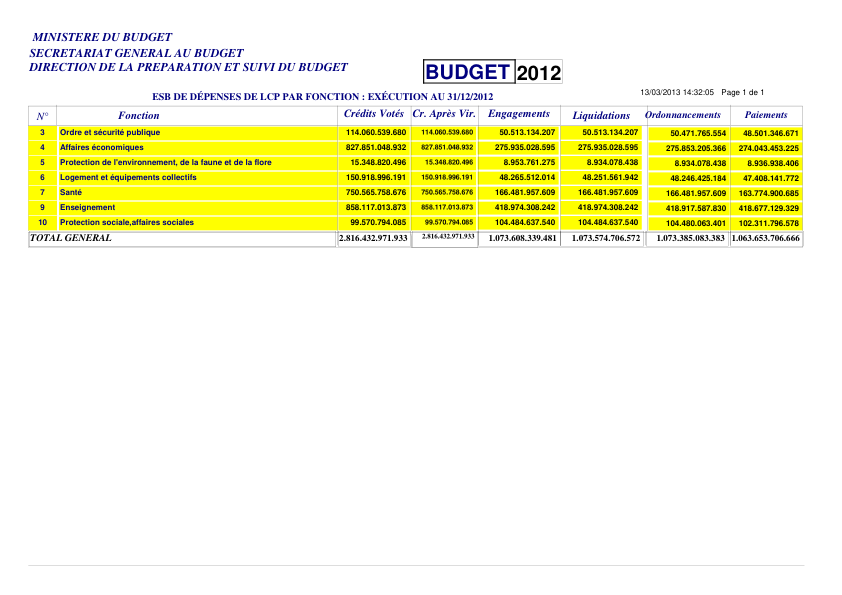 MINISTERE DU BUDGET
SECRETARIAT GENERAL AU BUDGET
DIRECTION DE LA PREPARATION ET SUIVI DU BUDGET
BUDGET 2012
13/03/2013 14:32:05 Page 1 de 1
ESB DE DÉPENSES DE LCP PAR FONCTION : EXÉCUTION AU 31/12/2012
N° Fonction Crédits Votés Cr. Après Vir. Engagements Liquidations Ordonnancements Paiements
3 Ordre et sécurité publique 114.060.539.680 114.060.539.680 50.513.134.207 50.513.134.207 50.471.765.554 48.501.346.671
4 Affaires économiques 827.851.048.932 827.851.048.932 275.935.028.595 275.935.028.595 275.853.205.366 274.043.453.225
5 Protection de l'environnement, de la faune et de la flore 15.348.820.496 15.348.820.496 8.953.761.275 8.934.078.438 8.934.078.438 8.936.938.406
6 Logement et équipements collectifs 150.918.996.191 150.918.996.191 48.265.512.014 48.251.561.942 48.246.425.184 47.408.141.772
7 Santé 750.565.758.676 750.565.758.676 166.481.957.609 166.481.957.609 166.481.957.609 163.774.900.685
9 Enseignement 858.117.013.873 858.117.013.873 418.974.308.242 418.974.308.242 418.917.587.830 418.677.129.329
10 Protection sociale,affaires sociales 99.570.794.085 99.570.794.085 104.484.637.540 104.484.637.540 104.480.063.401 102.311.796.578
TOTAL GENERAL 2.816.432.971.933 2.816.432.971.933 1.073.608.339.481 1.073.574.706.572 1.073.385.083.383 1.063.653.706.666